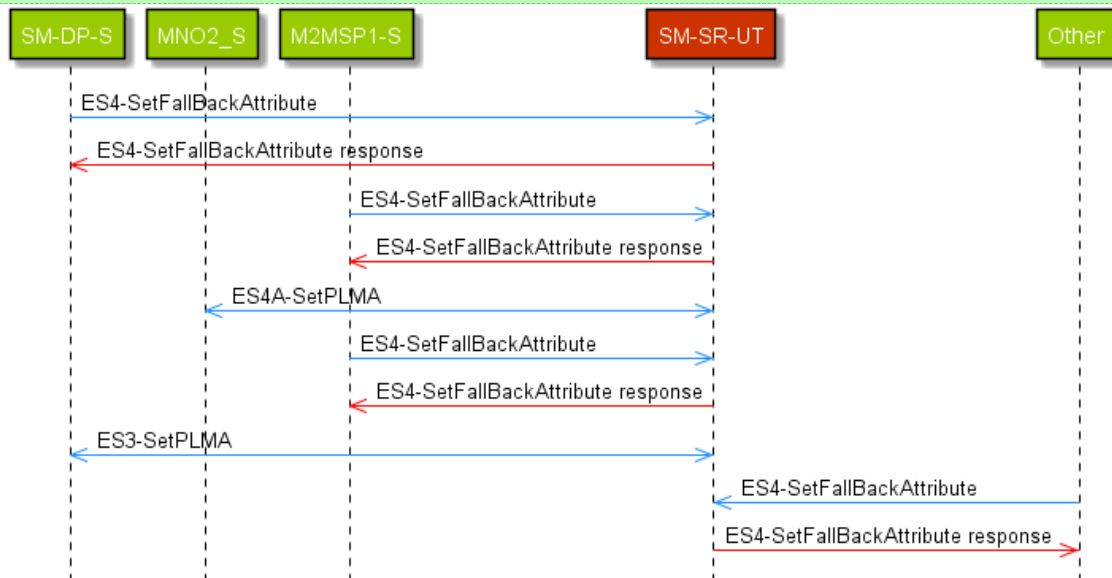 SM-DP-S
MNO2_S
M2MSP1-S
SM-SR-UT
Other
ES4-SetFallBackAttribute
ES4-SetFallBackAttribute response
ES4-SetFallBackAttribute
ES4-SetFallBackAttribute response
ES4A-SetPLMA
ES4-SetFallBackAttribute
ES4-SetFallBackAttribute response
ES3-SetPLMA
ES4-SetFallBackAttribute
ES4-SetFallBackAttribute response